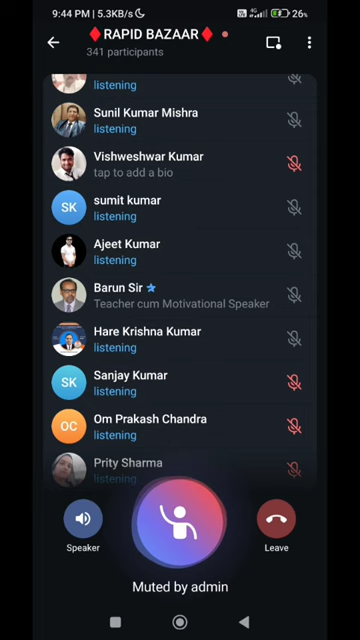 9:44 PM | 5.3KB/s
4G
26%
RAPID BAZAAR
341 participants
listening
Sunil Kumar Mishra
listening
Vishweshwar Kumar
tap to add a bio
SK
sumit kumar
listening
Ajeet Kumar
listening
Barun Sir
Teacher cum Motivational Speaker
Hare Krishna Kumar
listening
SK
Sanjay Kumar
listening
OC
Om Prakash Chandra
listening
Prity Sharma
listening
Speaker
Leave
Muted by admin